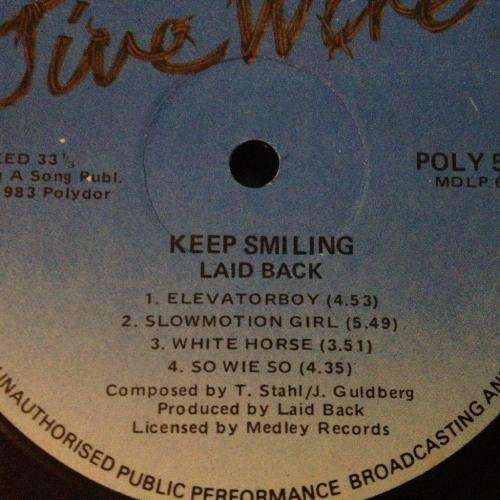 Live Wire
EED 33⅓
A Song Publ.
983 Polydor
POLY 5
MDLP
KEEP SMILING
LAID BACK
1. ELEVATORBOY (4.53)
2. SLOWMOTION GIRL (5.49)
3. WHITE HORSE (3.51)
4. SO WIE SO (4.35)
Composed by T. Stahl/J. Guldberg
Produced by Laid Back
Licensed by Medley Records
UNAUTHORISED PUBLIC PERFORMANCE BROADCASTING AN